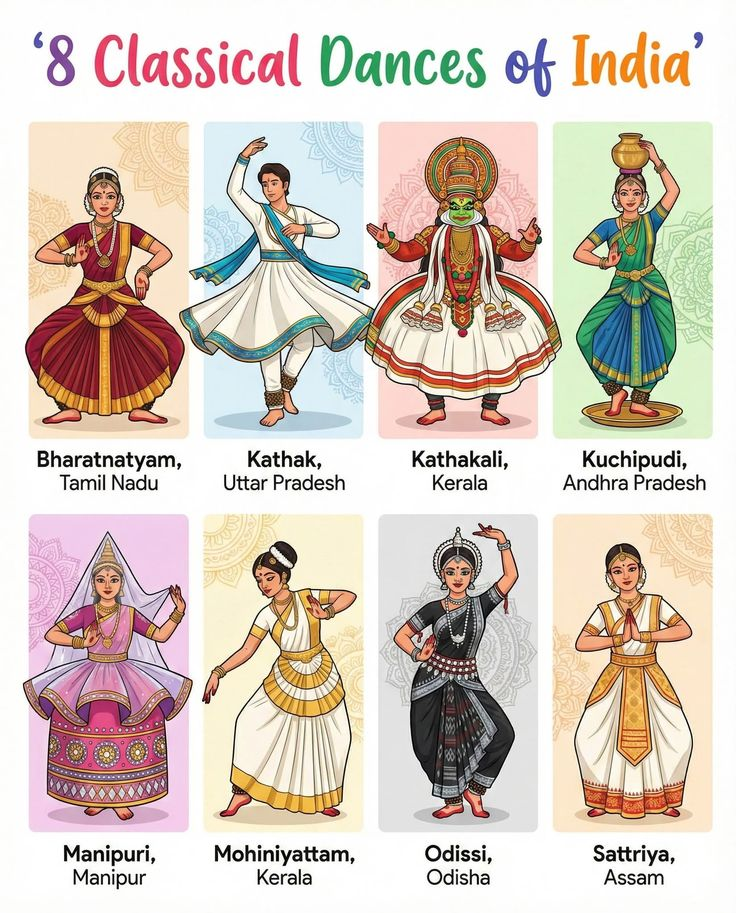 ‘8 Classical Dances of India’
Bharatnatyam,
Tamil Nadu
Kathak,
Uttar Pradesh
Kathakali,
Kerala
Kuchipudi,
Andhra Pradesh
Manipuri,
Manipur
Mohiniyattam,
Kerala
Odissi,
Odisha
Sattriya,
Assam